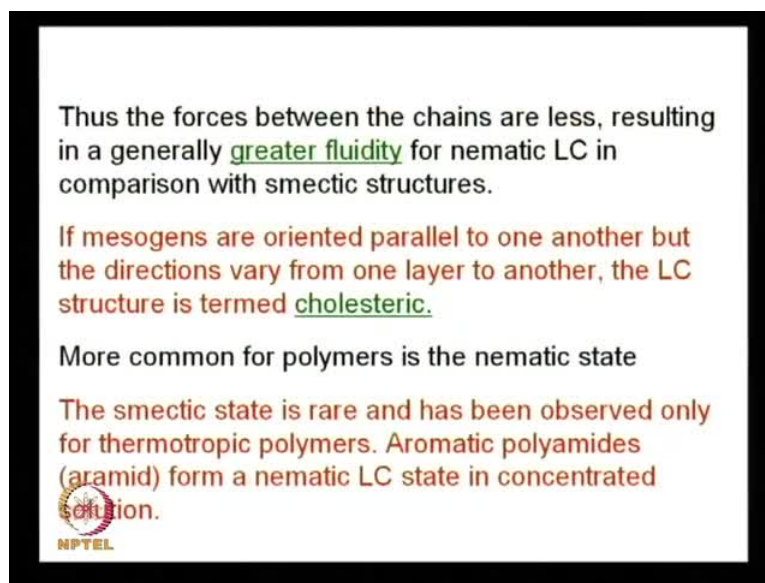 Thus the forces between the chains are less, resulting
in a generally greater fluidity for nematic LC in
comparison with smectic structures.
If mesogens are oriented parallel to one another but
the directions vary from one layer to another, the LC
structure is termed cholesteric.
More common for polymers is the nematic state
The smectic state is rare and has been observed only
for thermotropic polymers. Aromatic polyamides
(aramid) form a nematic LC state in concentrated
solution.
NPTEL